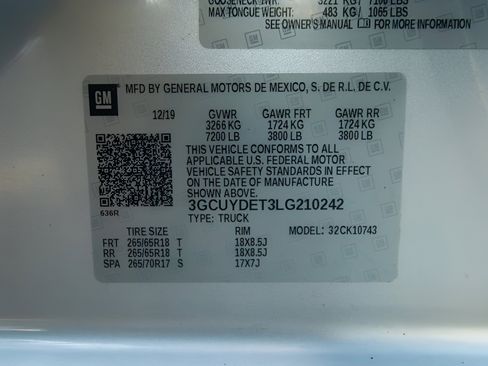 3221 KG / 7100 LBS
MAX TONGUE WEIGHT: 483 KG / 1065 LBS
SEE OWNER'S MANUAL FOR MORE INFORMATION
GM
MFD BY GENERAL MOTORS DE MEXICO, S. DE R.L. DE C.V.
12/19 GVWR GAWR FRT GAWR RR
3266 KG 1724 KG 1724 KG
7200 LB 3800 LB 3800 LB
THIS VEHICLE CONFORMS TO ALL
APPLICABLE U.S. FEDERAL MOTOR
VEHICLE SAFETY STANDARDS IN EFFECT
ON THE DATE OF MANUFACTURE SHOWN
ABOVE.
636R
3GCUYDET3LG210242
TYPE: TRUCK
TIRE SIZE RIM MODEL: 32CK10743
FRT 265/65R18 T 18X8.5J
RR 265/65R18 T 18X8.5J
SPA 265/70R17 S 17X7J